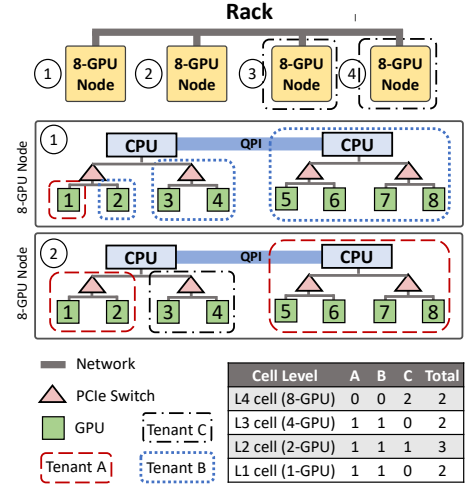 Rack
1 8-GPU Node 2 8-GPU Node 3 8-GPU Node 4 8-GPU Node
8-GPU Node
1
CPU QPI CPU
1 2 3 4 5 6 7 8
8-GPU Node
2
CPU QPI CPU
1 2 3 4 5 6 7 8
Network
PCIe Switch
GPU
Tenant C
Tenant A
Tenant B
Cell Level A B C Total
L4 cell (8-GPU) 0 0 2 2
L3 cell (4-GPU) 1 1 0 2
L2 cell (2-GPU) 1 1 1 3
L1 cell (1-GPU) 1 1 0 2